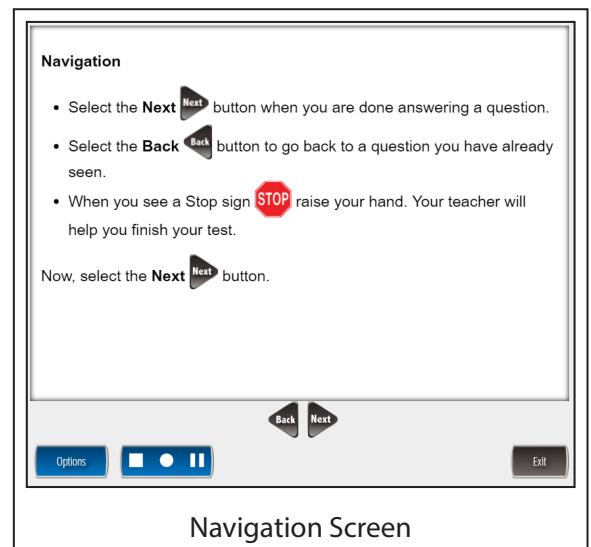 Navigation
• Select the Next Next button when you are done answering a question.
• Select the Back Back button to go back to a question you have already
seen.
• When you see a Stop sign STOP raise your hand. Your teacher will
help you finish your test.
Now, select the Next Next button.
Back Next
Options Exit
Navigation Screen